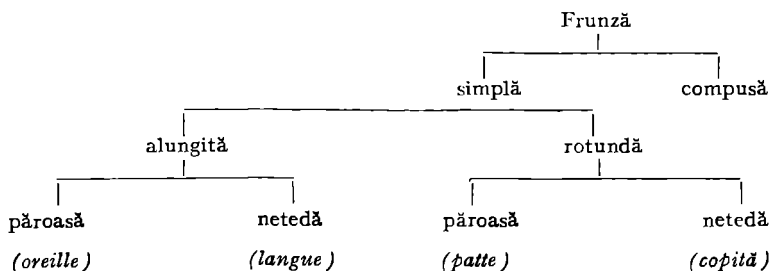 Frunză
simplă compusă
alungită rotundă
păroasă netedă păroasă netedă
(oreille) (langue) (patte) (copită)